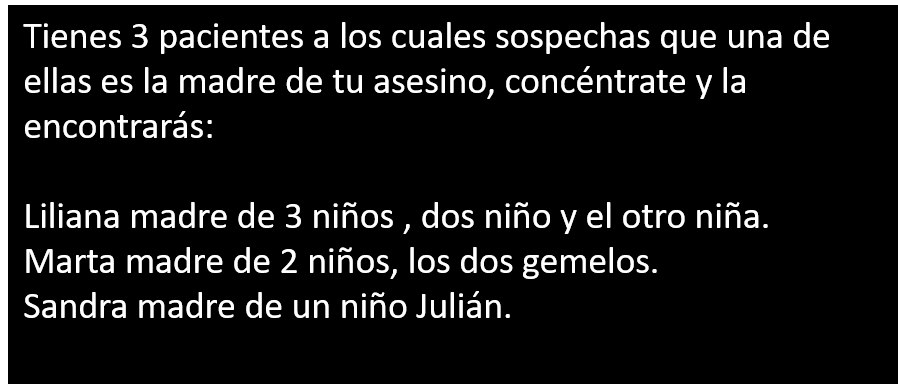 Tienes 3 pacientes a los cuales sospechas que una de
ellas es la madre de tu asesino, concéntrate y la
encontrarás:
Liliana madre de 3 niños , dos niño y el otro niña.
Marta madre de 2 niños, los dos gemelos.
Sandra madre de un niño Julián.